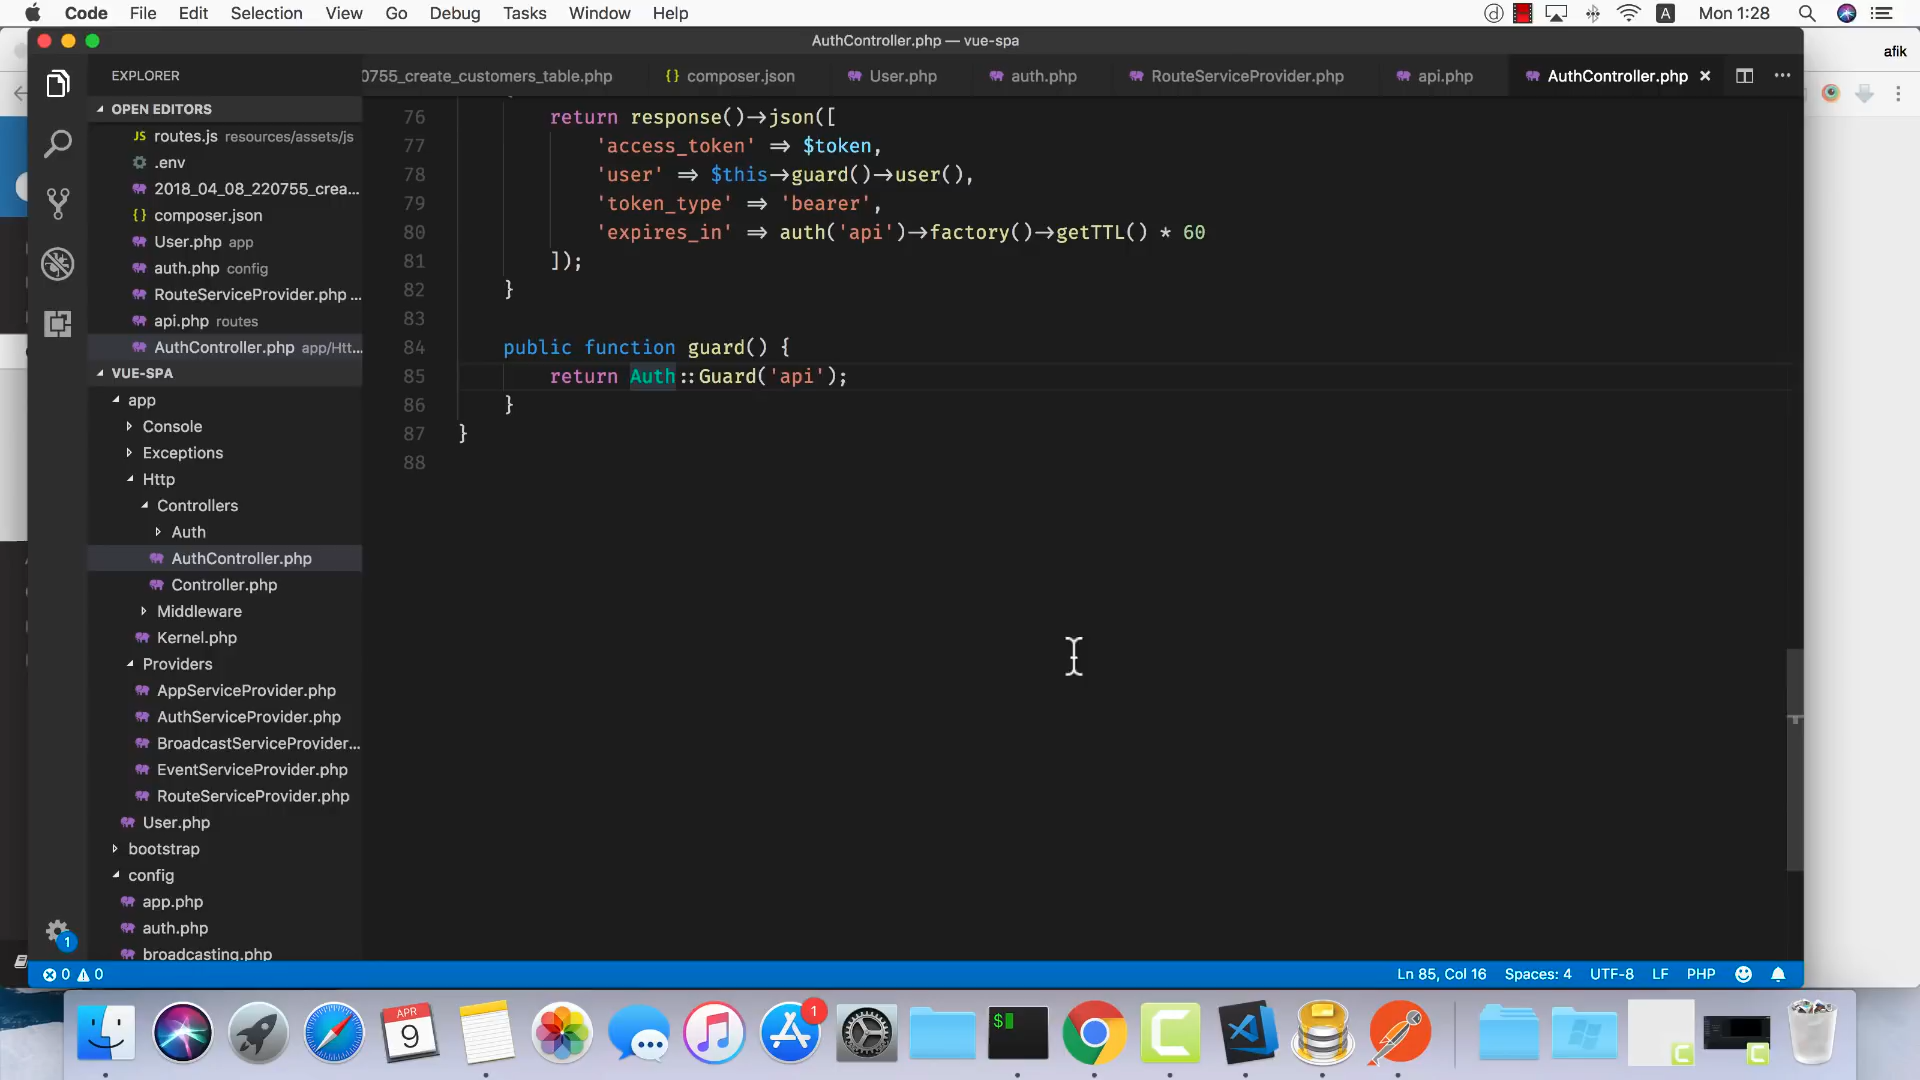 Code File Edit Selection View Go Debug Tasks Window Help A Mon 1:28
AuthController.php — vue-spa
afik
EXPLORER
0755_create_customers_table.php {} composer.json User.php auth.php RouteServiceProvider.php api.php AuthController.php ×
OPEN EDITORS
JS routes.js resources/assets/js
.env
2018_04_08_220755_crea...
{} composer.json
User.php app
auth.php config
RouteServiceProvider.php ...
api.php routes
AuthController.php app/Htt...
VUE-SPA
app
Console
Exceptions
Http
Controllers
Auth
AuthController.php
Controller.php
Middleware
Kernel.php
Providers
AppServiceProvider.php
AuthServiceProvider.php
BroadcastServiceProvider...
EventServiceProvider.php
RouteServiceProvider.php
User.php
bootstrap
config
app.php
auth.php
broadcasting.php
76 return response()->json([
77 'access_token' => $token,
78 'user' => $this->guard()->user(),
79 'token_type' => 'bearer',
80 'expires_in' => auth('api')->factory()->getTTL() * 60
81 ]);
82 }
83
84 public function guard() {
85 return Auth::Guard('api');
86 }
87 }
88
1
0 0
Ln 85, Col 16 Spaces: 4 UTF-8 LF PHP
APR
9
1
$